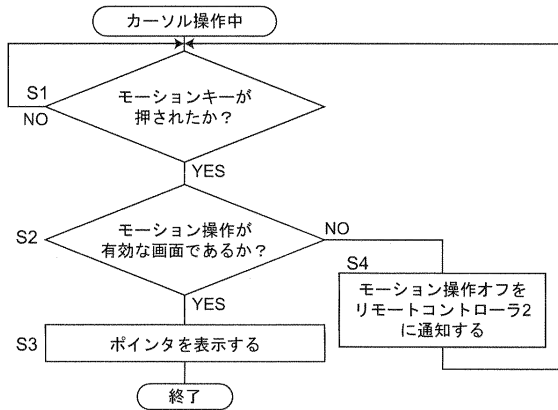 カーソル操作中
S1
モーションキーが
押されたか？
NO
YES
S2
モーション操作が
有効な画面であるか？
NO
YES
S4
モーション操作オフを
リモートコントローラ2
に通知する
S3
ポインタを表示する
終了